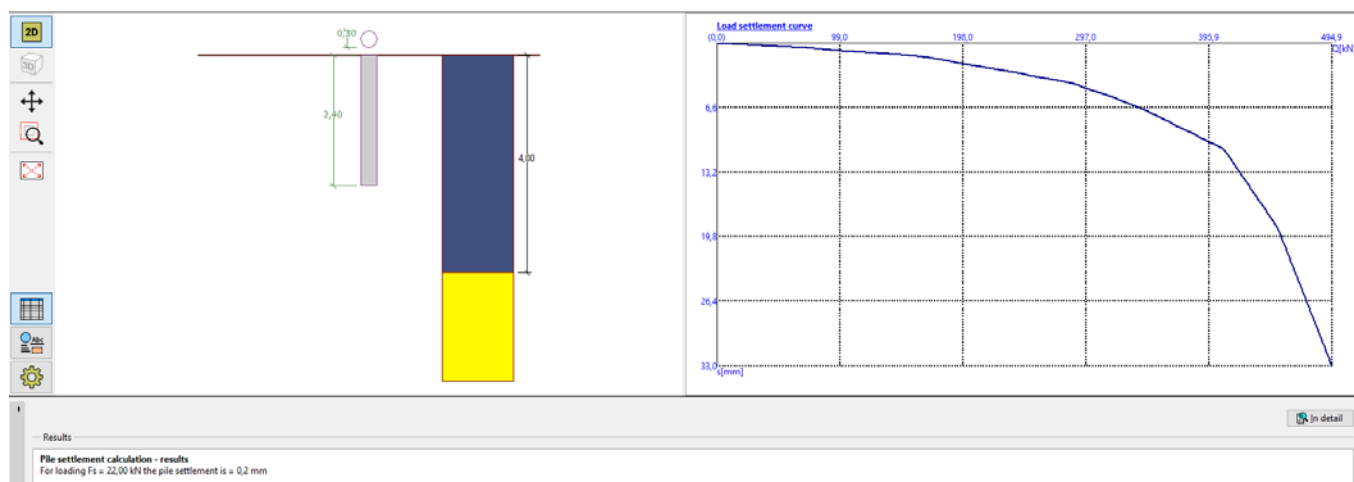 2D
3D
0,30
2,40
4,00
Load settlement curve
(0,0) 99,0 198,0 297,0 395,9 494,9
Q[kN]
6,6
13,2
19,8
26,4
33,0
s[mm]
Abc
In detail
Results
Pile settlement calculation - results
For loading Fs = 22,00 kN the pile settlement is = 0,2 mm